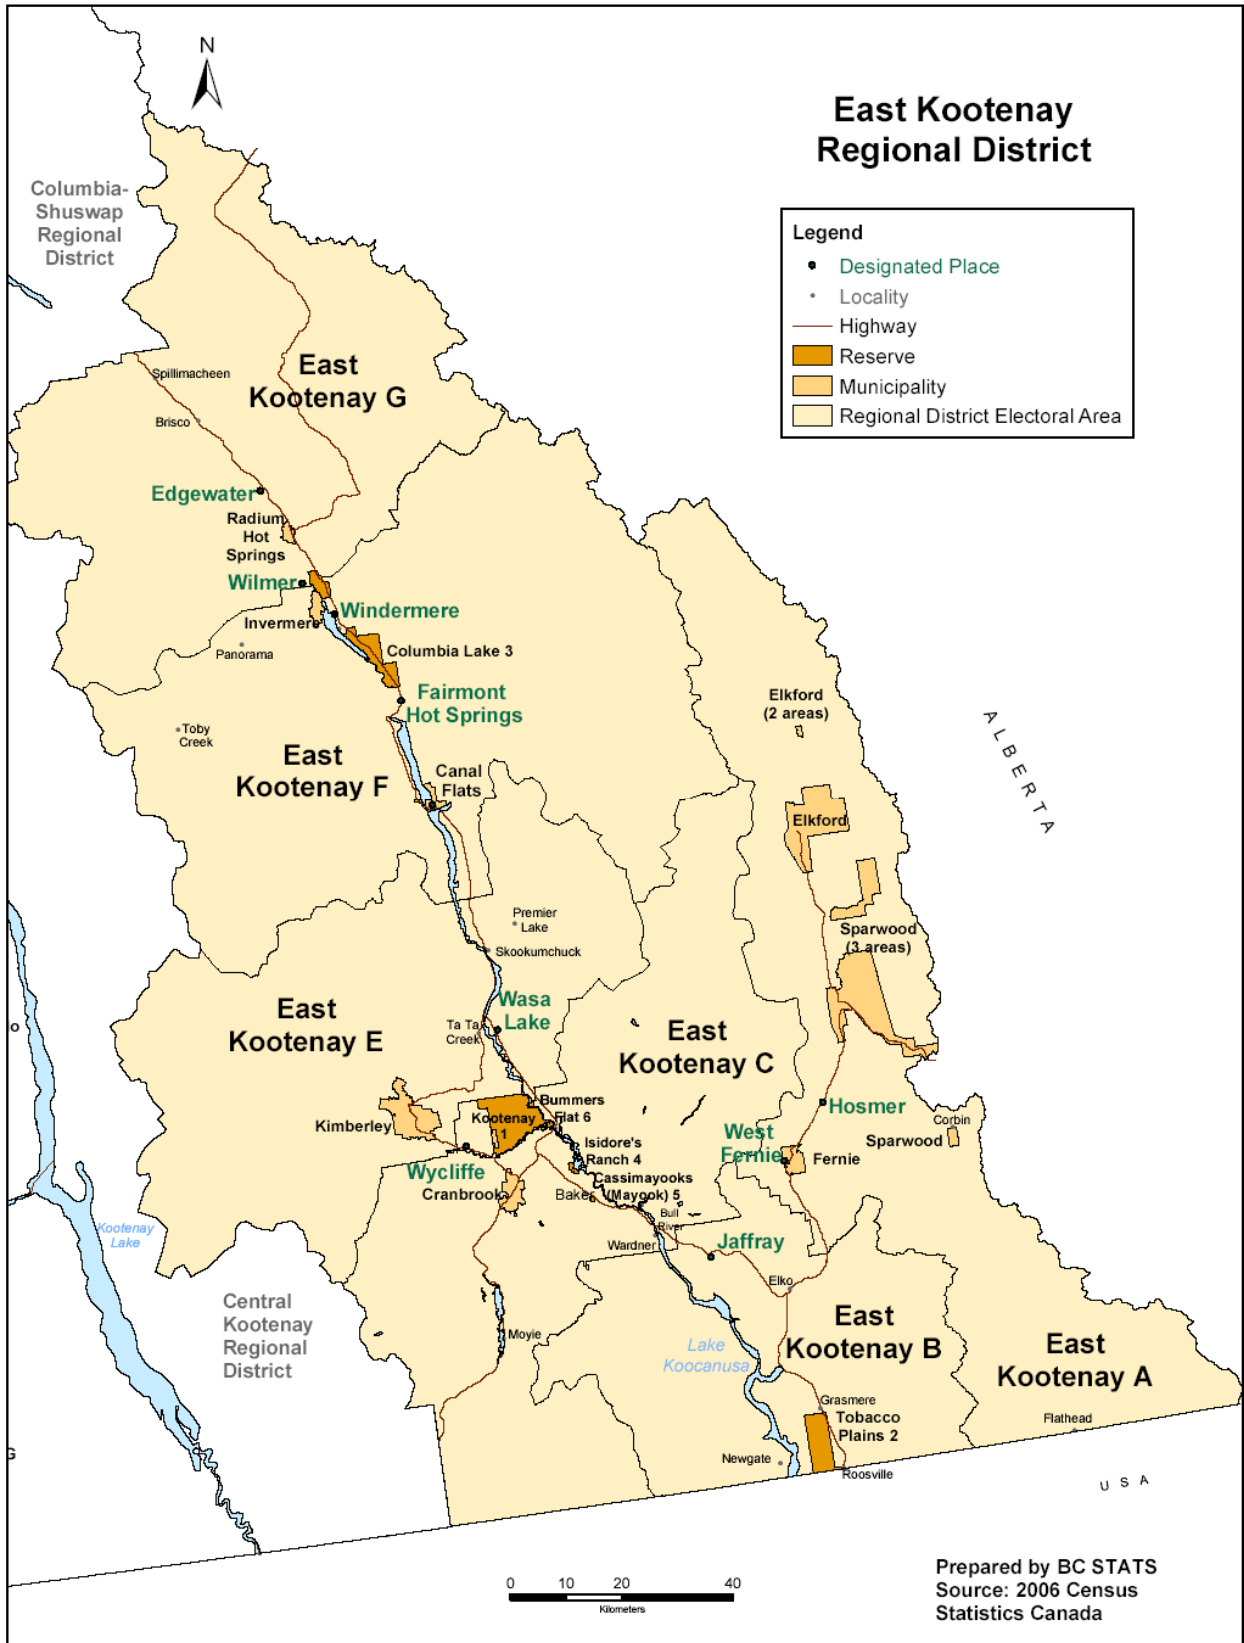 N
East Kootenay
Regional District
Columbia-
Shuswap
Regional
District
Legend
Designated Place
Locality
Highway
Reserve
Municipality
Regional District Electoral Area
East
Kootenay G
Spillimacheen
Brisco
Edgewater
Radium
Hot
Springs
Wilmer
Windermere
Invermere
Panorama
Columbia Lake 3
Fairmont
Hot Springs
Elkford
(2 areas)
ALBERTA
Toby
Creek
East
Kootenay F
Canal
Flats
Elkford
Premier
Lake
Sparwood
(3 areas)
Skookumchuck
East
Kootenay E
Wasa
Lake
Ta Ta
Creek
East
Kootenay C
o
Kimberley
Kootenay
1
Bummers
Flat 6
Hosmer
Corbin
Sparwood
West
Fernie
Fernie
Isidore's
Ranch 4
Wycliffe
Cranbrook
Cassimayooks
(Mayook) 5
Baker
Bull
River
Wardner
Jaffray
Kootenay
Lake
Elko
Central
Kootenay
Regional
District
Moyie
Lake
Koocanusa
East
Kootenay B
East
Kootenay A
Grasmere
Tobacco
Plains 2
Flathead
G
Newgate
Roosville
USA
0 10 20 40
Kilometers
Prepared by BC STATS
Source: 2006 Census
Statistics Canada